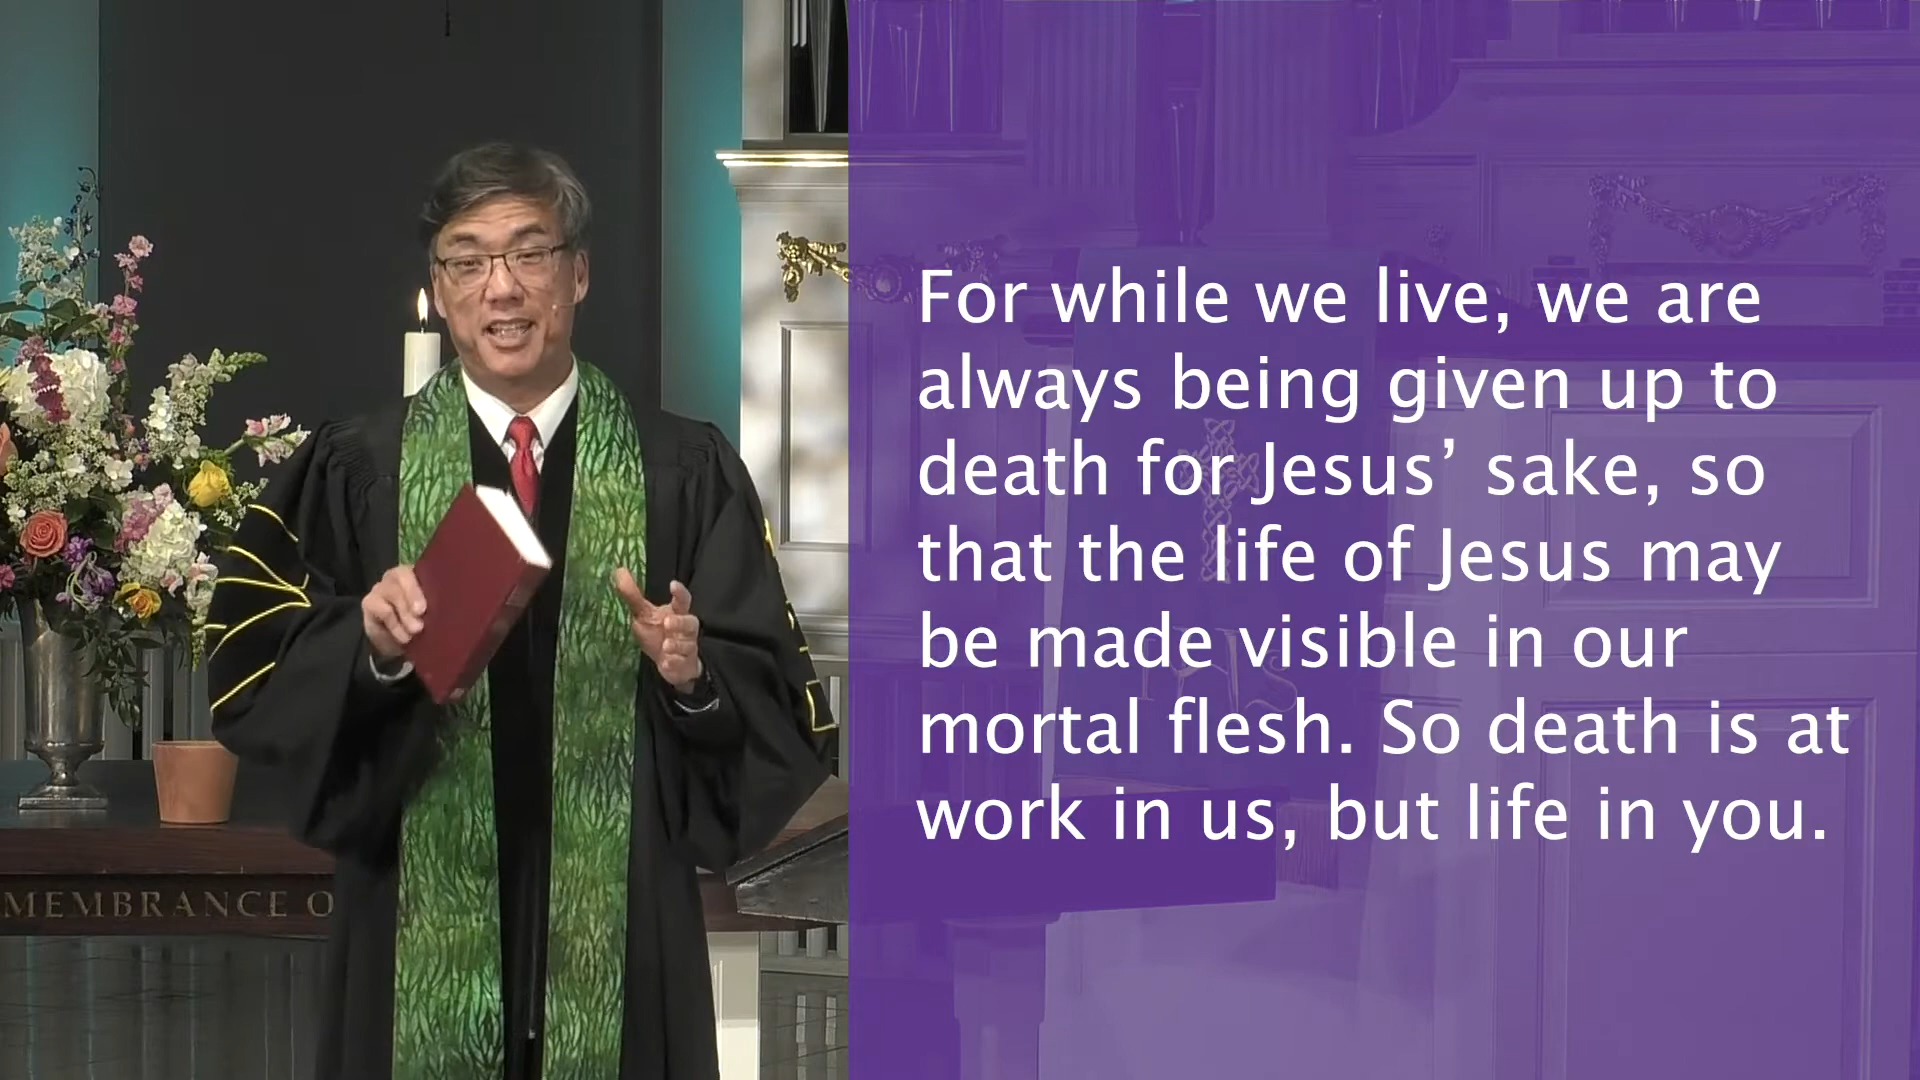 For while we live, we are
always being given up to
death for Jesus’ sake, so
that the life of Jesus may
be made visible in our
mortal flesh. So death is at
work in us, but life in you.
MEMBRANCE O